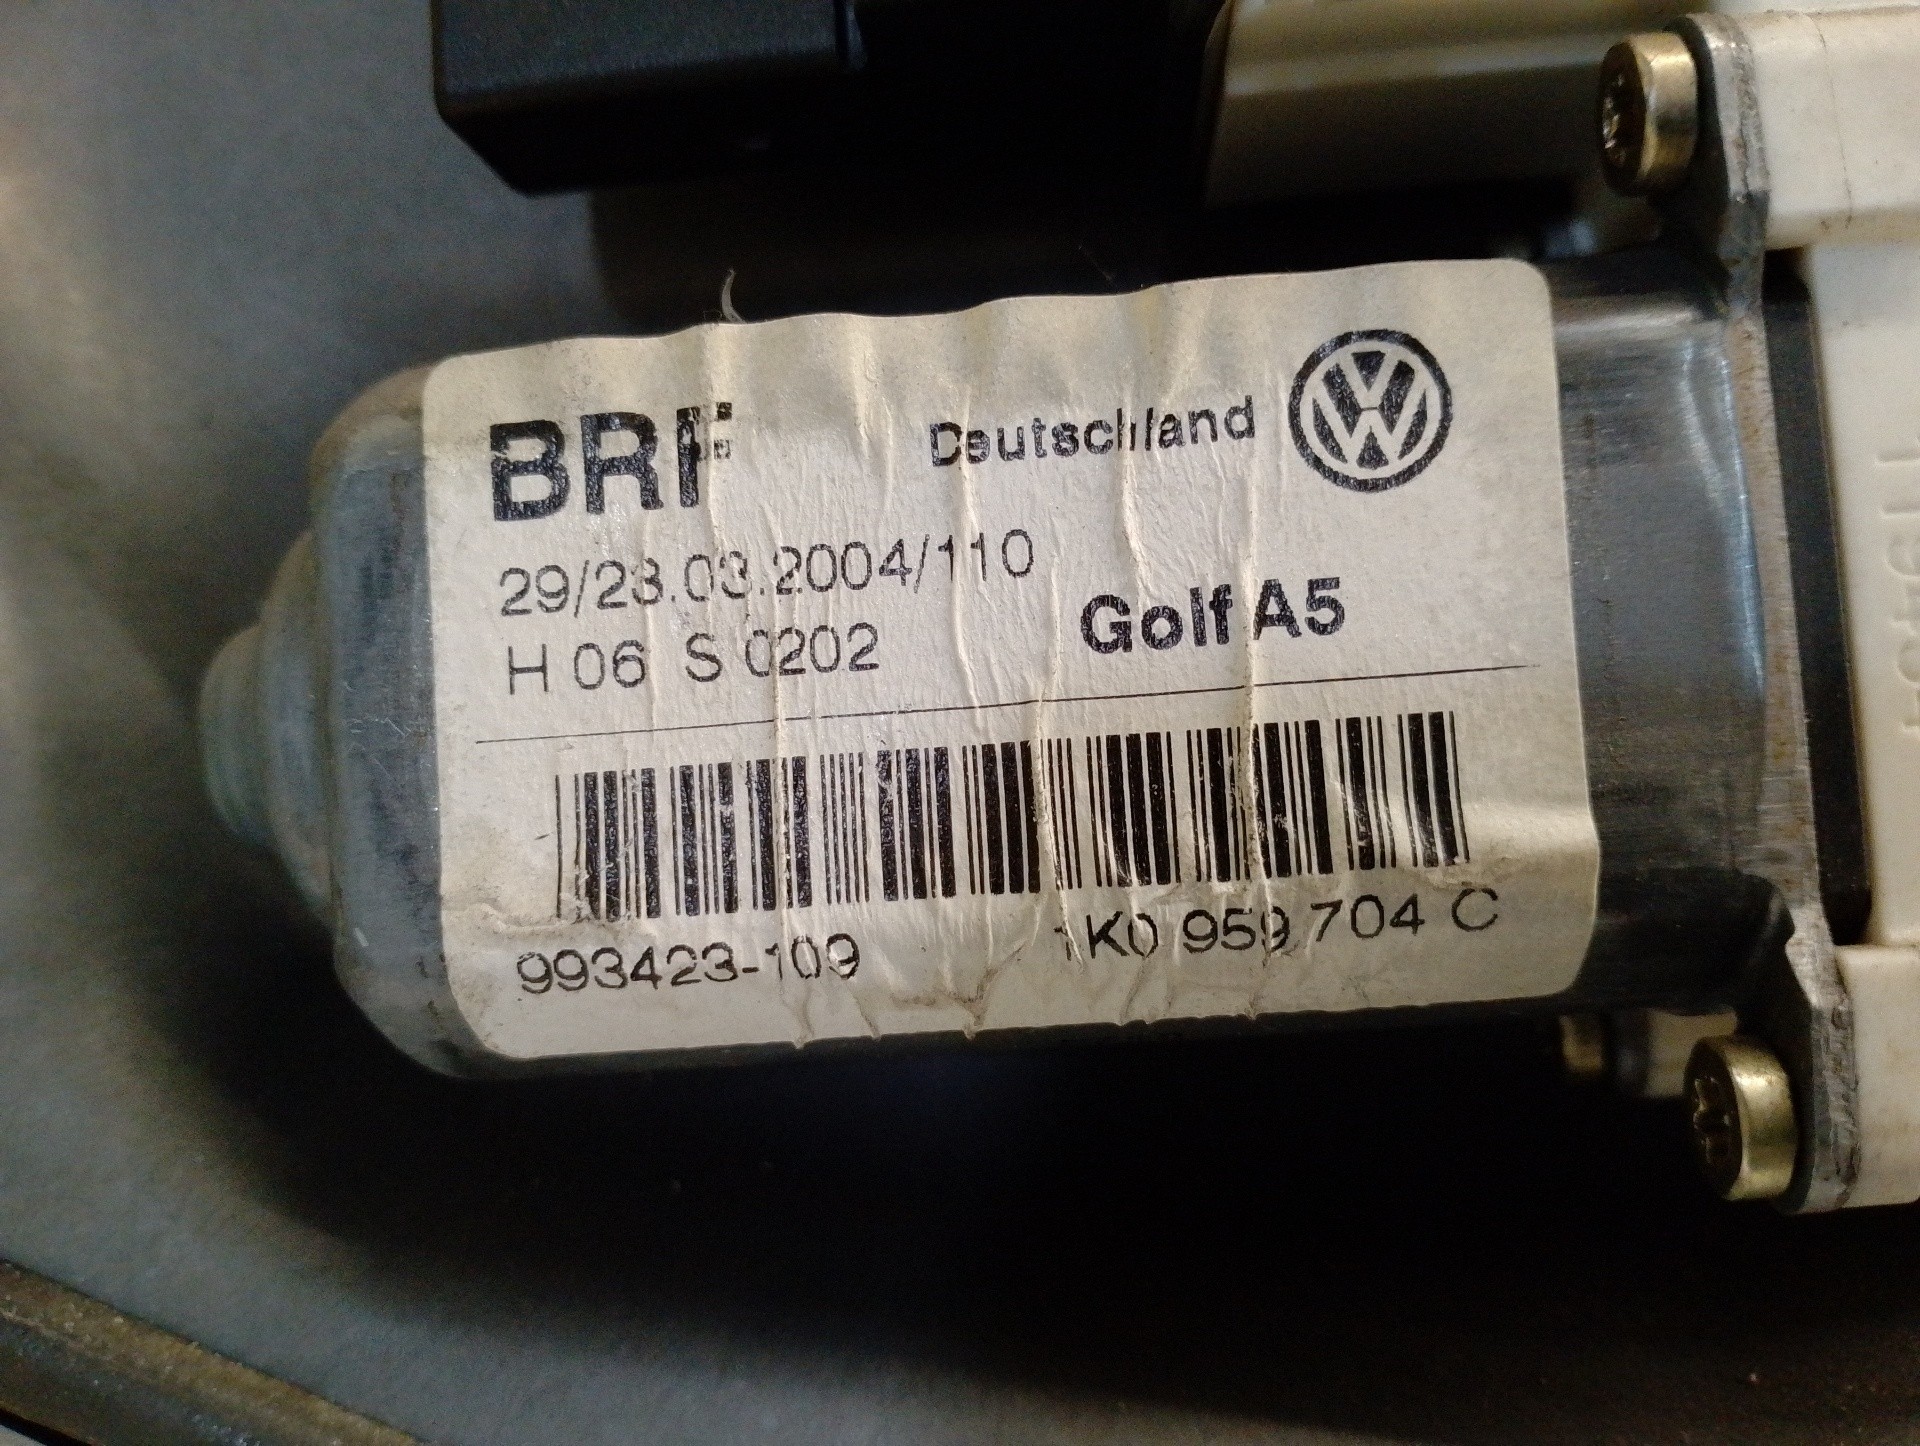 BRF Deutschland
29/23.03.2004/110
H 06 S 0202 Golf A5
993423-109 1K0 959 704 C